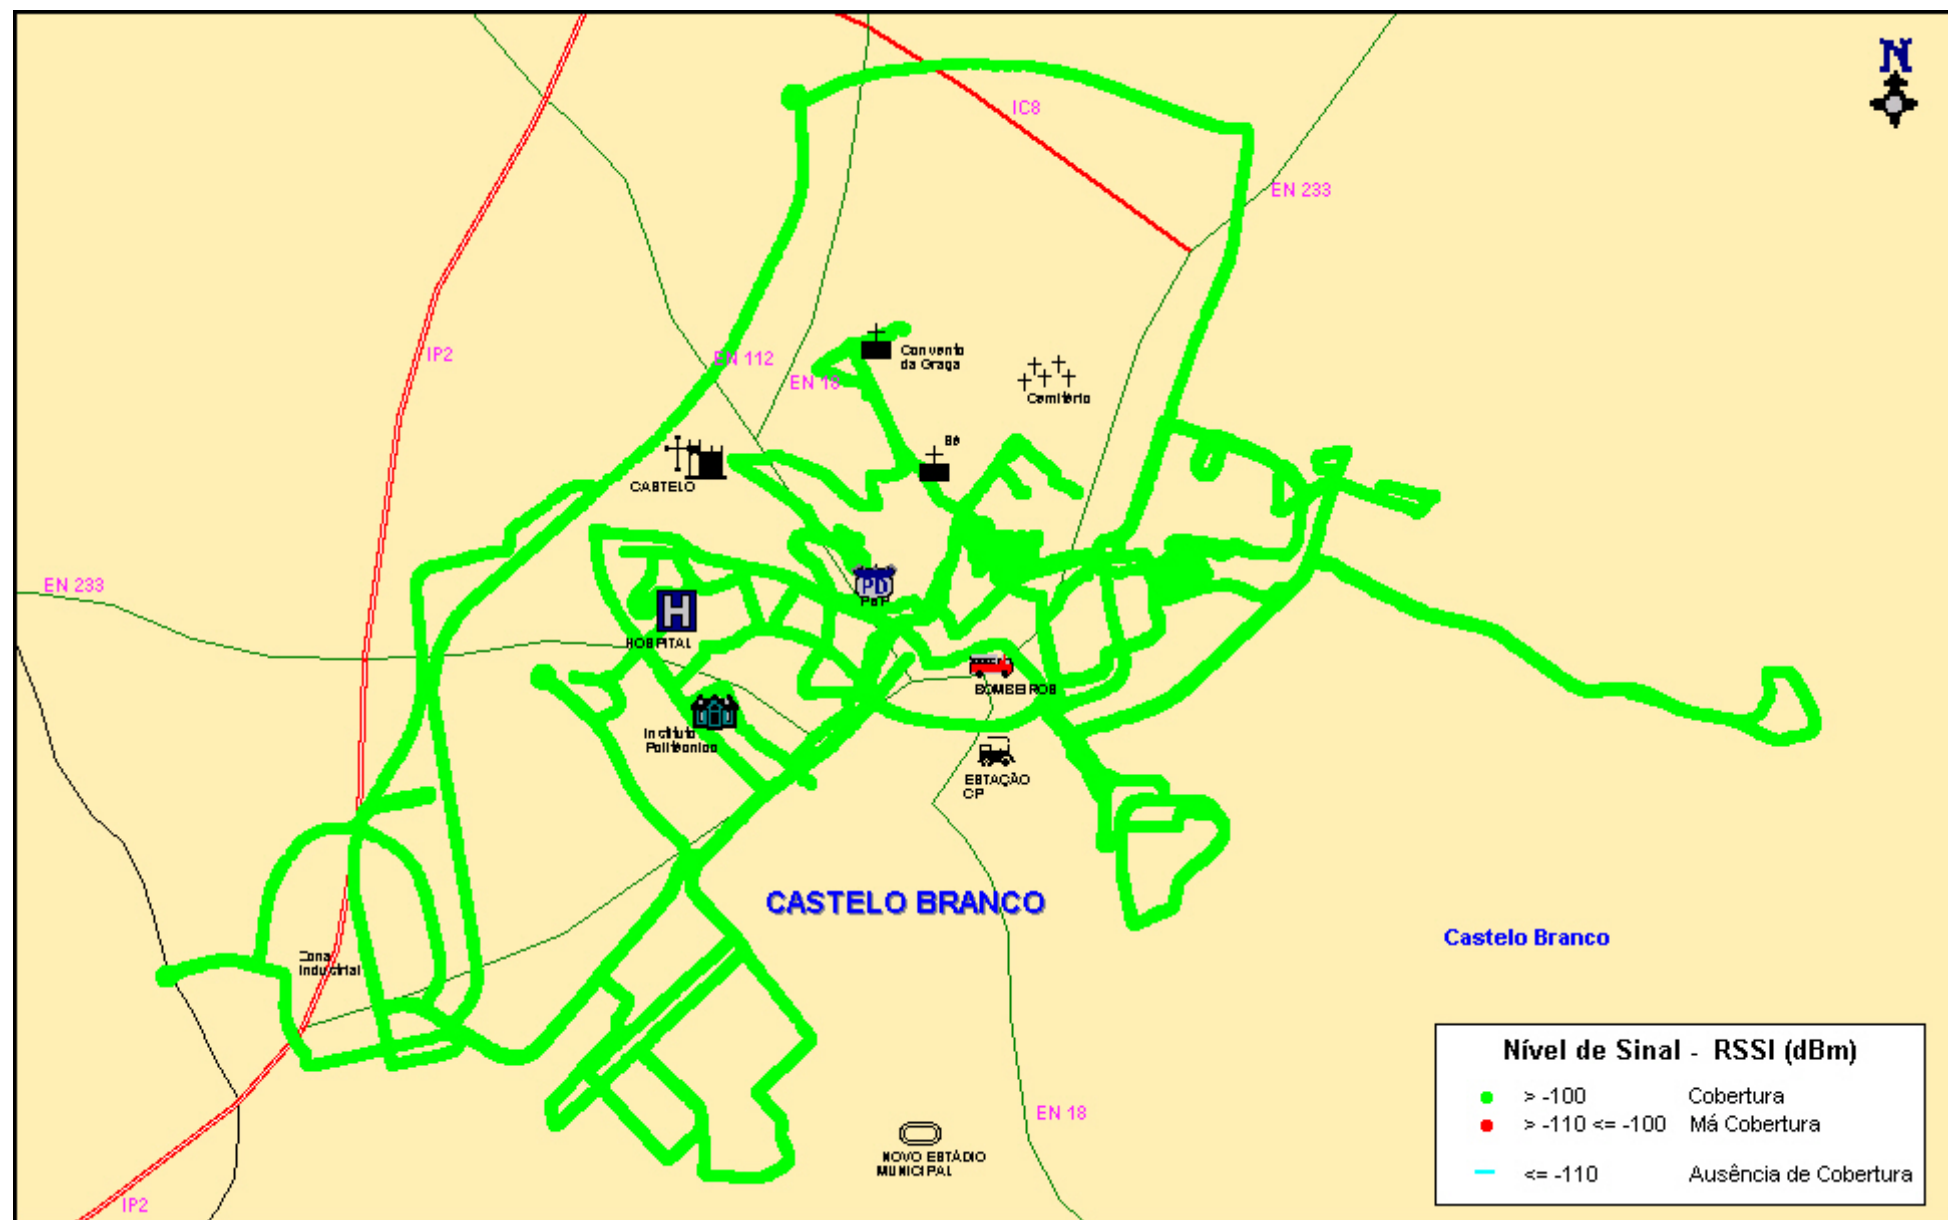 N
IC8
EN 233
IP2
EN 112
EN 18
Convento
da Graça
Cemitério
Sé
CASTELO
EN 233
PD
PSP
H
HOSPITAL
BOMBEIROS
Instituto
Politécnico
ESTAÇÃO
CP
CASTELO BRANCO
Castelo Branco
Zona
Industrial
Nível de Sinal - RSSI (dBm)
> -100 Cobertura
> -110 <= -100 Má Cobertura
<= -110 Ausência de Cobertura
EN 18
NOVO ESTÁDIO
MUNICIPAL
IP2